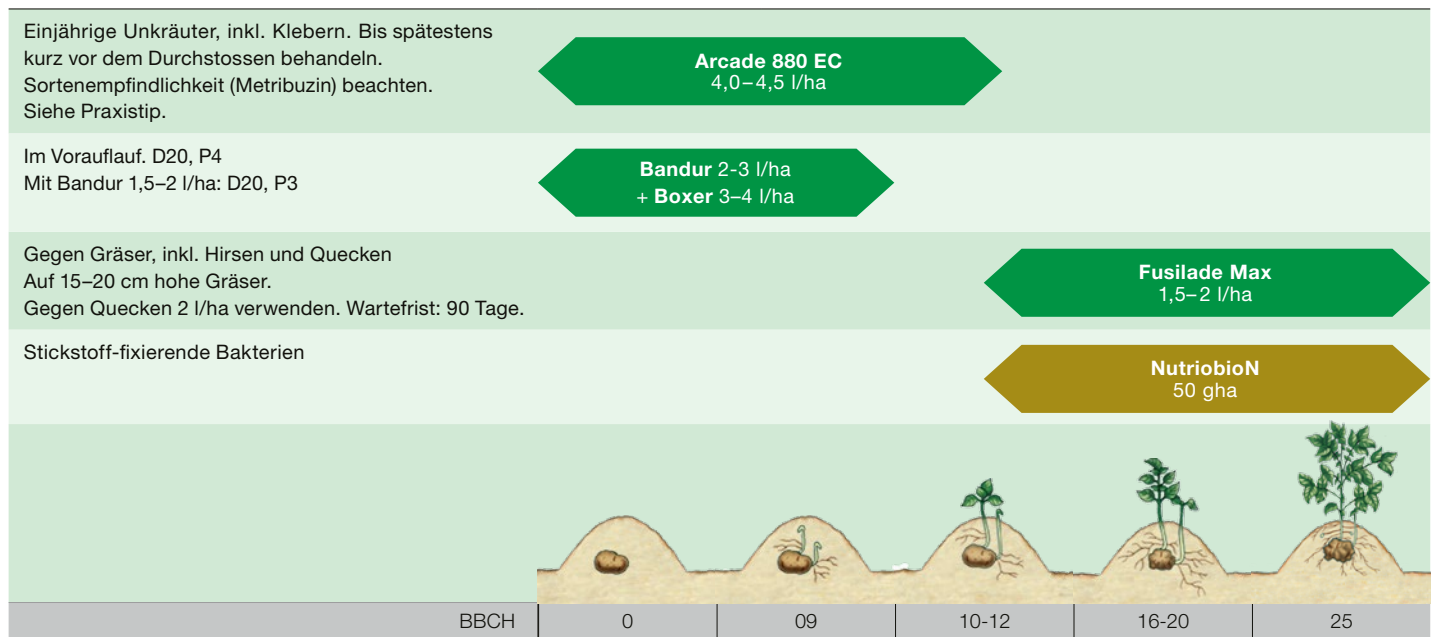 Einjährige Unkräuter, inkl. Klebern. Bis spätestens
kurz vor dem Durchstossen behandeln.
Sortenempfindlichkeit (Metribuzin) beachten.
Siehe Praxistip.
Arcade 880 EC
4,0–4,5 l/ha
Im Vorauflauf. D20, P4
Mit Bandur 1,5–2 l/ha: D20, P3
Bandur 2-3 l/ha
+ Boxer 3–4 l/ha
Gegen Gräser, inkl. Hirsen und Quecken
Auf 15–20 cm hohe Gräser.
Gegen Quecken 2 l/ha verwenden. Wartefrist: 90 Tage.
Fusilade Max
1,5–2 l/ha
Stickstoff-fixierende Bakterien
NutriobioN
50 gha
BBCH 0 09 10-12 16-20 25